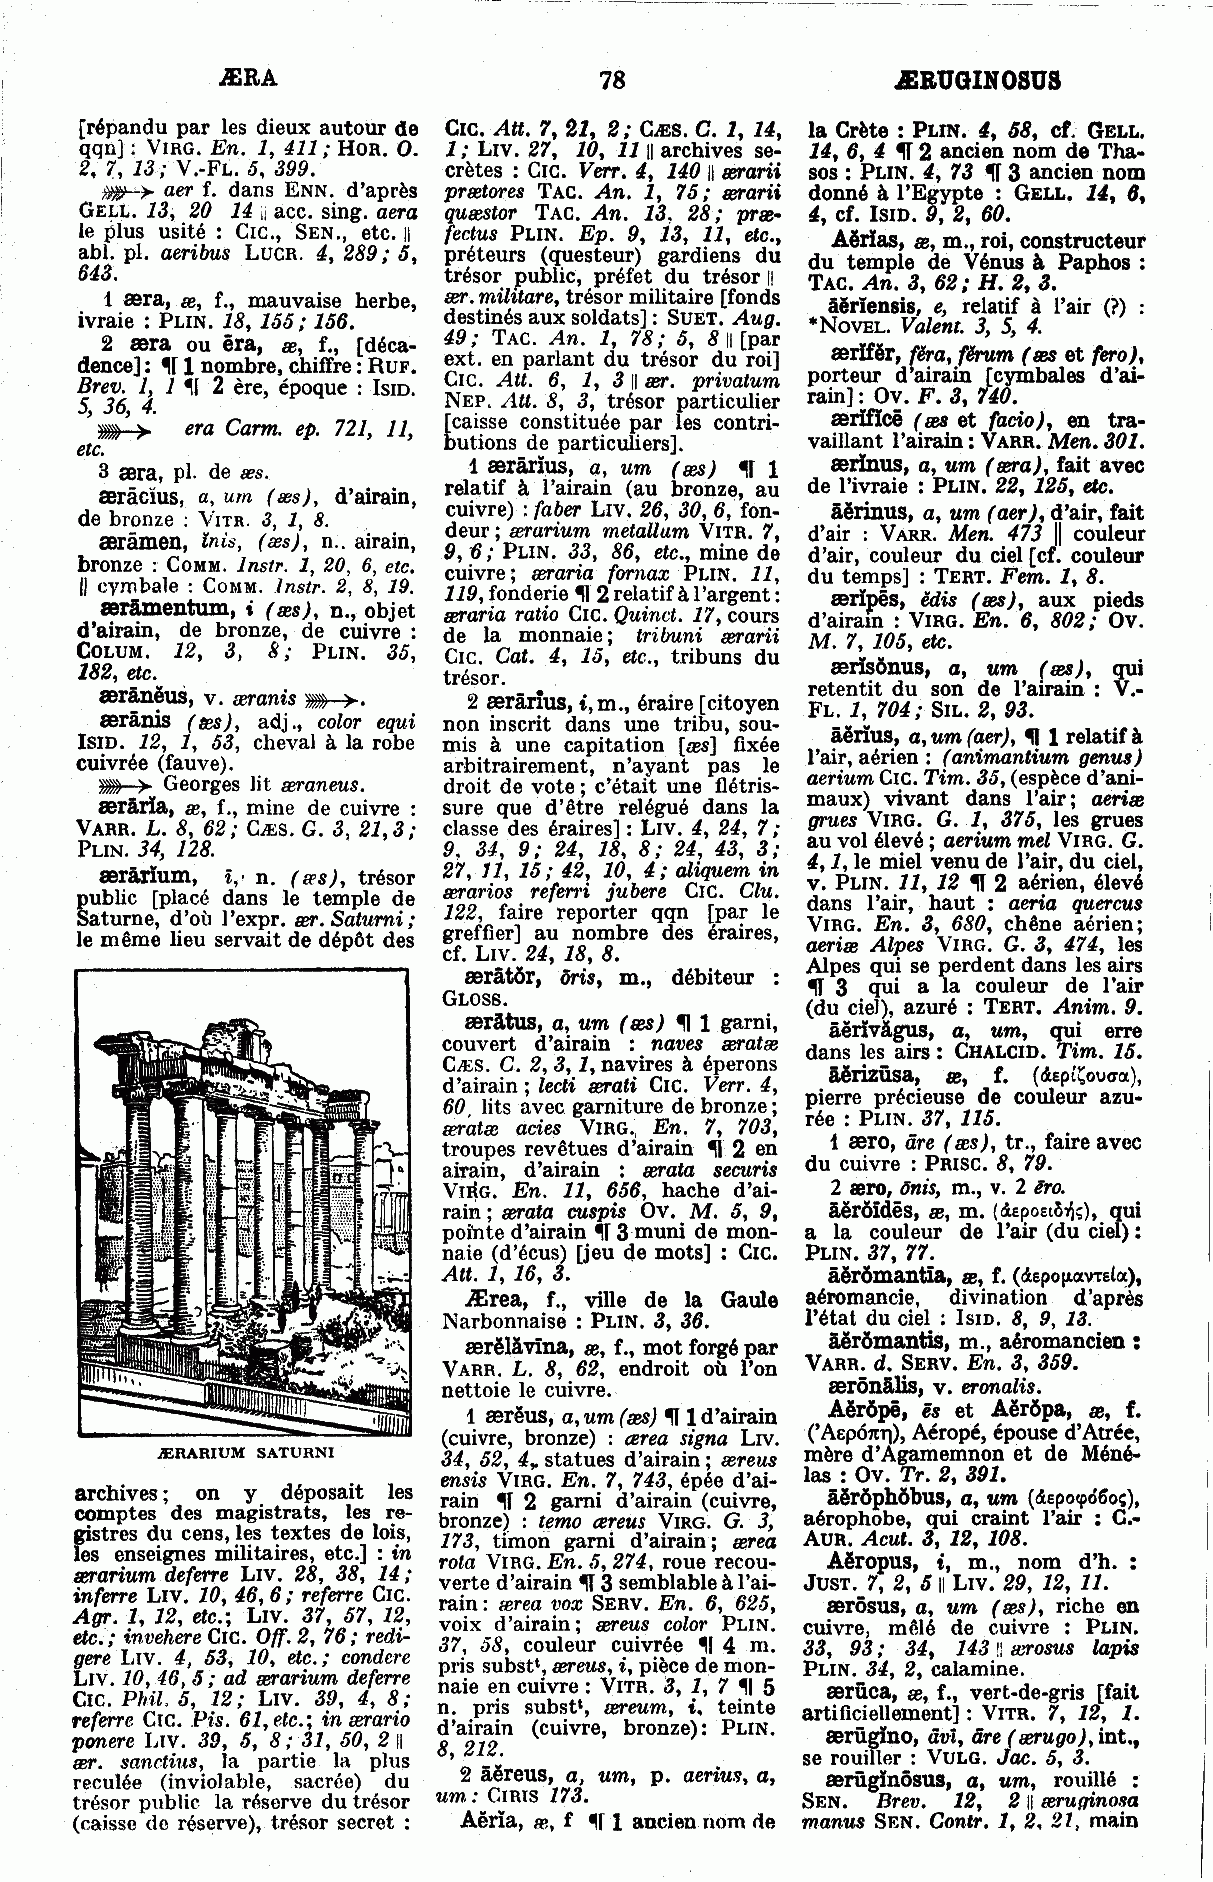 ÆRA
78
ÆRUGINOSUS
[répandu par les dieux autour de
qqn] : VIRG. En. 1, 411; HOR. O.
2, 7, 13; V.-FL. 5, 399.
⟫⟶ aer f. dans ENN. d'après
GELL. 13, 20 14 || acc. sing. aera
le plus usité : CIC., SEN., etc. ||
abl. pl. aeribus LUCR. 4, 289; 5,
643.
1 æra, æ, f., mauvaise herbe,
ivraie : PLIN. 18, 155; 156.
2 æra ou ēra, æ, f., [déca-
dence] : ¶ 1 nombre, chiffre : RUF.
Brev. 1, 1 ¶ 2 ère, époque : ISID.
5, 36, 4.
⟫⟶ era Carm. ep. 721, 11,
etc.
3 æra, pl. de æs.
ærācĭus, a, um (æs), d'airain,
de bronze : VITR. 3, 1, 8.
ærāmen, ĭnis, (æs), n.. airain,
bronze : COMM. Instr. 1, 20, 6, etc.
|| cymbale : COMM. Instr. 2, 8, 19.
ærāmentum, i (æs), n., objet
d'airain, de bronze, de cuivre :
COLUM. 12, 3, 8; PLIN. 35,
182, etc.
ærānĕus, v. æranis ⟫⟶.
ærānis (æs), adj., color equi
ISID. 12, 1, 53, cheval à la robe
cuivrée (fauve).
⟫⟶ Georges lit æraneus.
ærārĭa, æ, f., mine de cuivre :
VARR. L. 8, 62; CÆS. G. 3, 21, 3;
PLIN. 34, 128.
ærārĭum, ĭ, n. (æs), trésor
public [placé dans le temple de
Saturne, d'où l'expr. ær. Saturni;
le même lieu servait de dépôt des
ÆRARIUM SATURNI
archives; on y déposait les
comptes des magistrats, les re-
gistres du cens, les textes de lois,
les enseignes militaires, etc.] : in
ærarium deferre LIV. 28, 38, 14;
inferre LIV. 10, 46, 6; referre CIC.
Agr. 1, 12, etc.; LIV. 37, 57, 12,
etc.; invehere CIC. Off. 2, 76; redi-
gere LIV. 4, 53, 10, etc.; condere
LIV. 10, 46, 5; ad ærarium deferre
CIC. Phil. 5, 12; LIV. 39, 4, 8;
referre CIC. Pis. 61, etc.; in ærario
ponere LIV. 39, 5, 8; 31, 50, 2 ||
ær. sanctius, la partie la plus
reculée (inviolable, sacrée) du
trésor public la réserve du trésor
(caisse de réserve), trésor secret :
CIC. Att. 7, 21, 2; CÆS. C. 1, 14,
1; LIV. 27, 10, 11 || archives se-
crètes : CIC. Verr. 4, 140 || ærarii
prætores TAC. An. 1, 75; ærarii
quæstor TAC. An. 13, 28; præ-
fectus PLIN. Ep. 9, 13, 11, etc.,
préteurs (questeur) gardiens du
trésor public, préfet du trésor ||
ær. militare, trésor militaire [fonds
destinés aux soldats] : SUET. Aug.
49; TAC. An. 1, 78; 5, 8 || [par
ext. en parlant du trésor du roi]
CIC. Att. 6, 1, 3 || ær. privatum
NEP. Att. 8, 3, trésor particulier
[caisse constituée par les contri-
butions de particuliers].
1 ærārĭus, a, um (æs) ¶ 1
relatif à l'airain (au bronze, au
cuivre) : faber LIV. 26, 30, 6, fon-
deur; ærarium metallum VITR. 7,
9, 6; PLIN. 33, 86, etc., mine de
cuivre; æraria fornax PLIN. 11,
119, fonderie ¶ 2 relatif à l'argent :
æraria ratio CIC. Quinct. 17, cours
de la monnaie; tribuni ærarii
CIC. Cat. 4, 15, etc., tribuns du
trésor.
2 ærārĭus, i, m., éraire [citoyen
non inscrit dans une tribu, sou-
mis à une capitation [æs] fixée
arbitrairement, n'ayant pas le
droit de vote; c'était une flétris-
sure que d'être relégué dans la
classe des éraires] : LIV. 4, 24, 7;
9, 34, 9; 24, 18, 8; 24, 43, 3;
27, 11, 15; 42, 10, 4; aliquem in
ærarios referri jubere CIC. Clu.
122, faire reporter qqn [par le
greffier] au nombre des éraires,
cf. LIV. 24, 18, 8.
ærātŏr, ōris, m., débiteur :
GLOSS.
ærātus, a, um (æs) ¶ 1 garni,
couvert d'airain : naves æratæ
CÆS. C. 2, 3, 1, navires à éperons
d'airain; lecti ærati CIC. Verr. 4,
60, lits avec garniture de bronze;
æratæ acies VIRG. En. 7, 703,
troupes revêtues d'airain ¶ 2 en
airain, d'airain : ærata securis
VIRG. En. 11, 656, hache d'ai-
rain; ærata cuspis OV. M. 5, 9,
pointe d'airain ¶ 3 muni de mon-
naie (d'écus) [jeu de mots] : CIC.
Att. 1, 16, 3.
Ærea, f., ville de la Gaule
Narbonnaise : PLIN. 3, 36.
ærĕlăvīna, æ, f., mot forgé par
VARR. L. 8, 62, endroit où l'on
nettoie le cuivre.
1 ærĕus, a, um (æs) ¶ 1 d'airain
(cuivre, bronze) : ærea signa LIV.
34, 52, 4, statues d'airain; æreus
ensis VIRG. En. 7, 743, épée d'ai-
rain ¶ 2 garni d'airain (cuivre,
bronze) : temo æreus VIRG. G. 3,
173, timon garni d'airain; ærea
rota VIRG. En. 5, 274, roue recou-
verte d'airain ¶ 3 semblable à l'ai-
rain : ærea vox SERV. En. 6, 625,
voix d'airain; æreus color PLIN.
37, 58, couleur cuivrée ¶ 4 m.
pris substᵗ, æreus, i, pièce de mon-
naie en cuivre : VITR. 3, 1, 7 ¶ 5
n. pris substᵗ, æreum, i, teinte
d'airain (cuivre, bronze) : PLIN.
8, 212.
2 āĕreus, a, um, p. aerius, a,
um : CIRIS 173.
Aĕrĭa, æ, f ¶ 1 ancien nom de
la Crète : PLIN. 4, 58, cf. GELL.
14, 6, 4 ¶ 2 ancien nom de Tha-
sos : PLIN. 4, 73 ¶ 3 ancien nom
donné à l'Egypte : GELL. 14, 6,
4, cf. ISID. 9, 2, 60.
Aĕrĭas, æ, m., roi, constructeur
du temple de Vénus à Paphos :
TAC. An. 3, 62; H. 2, 3.
āĕrĭensis, e, relatif à l'air (?) :
*NOVEL. Valent. 3, 5, 4.
ærĭfĕr, fĕra, fĕrum (æs et fero),
porteur d'airain [cymbales d'ai-
rain] : OV. F. 3, 740.
ærĭfĭcē (æs et facio), en tra-
vaillant l'airain : VARR. Men. 301.
ærĭnus, a, um (æra), fait avec
de l'ivraie : PLIN. 22, 125, etc.
āĕrinus, a, um (aer), d'air, fait
d'air : VARR. Men. 473 || couleur
d'air, couleur du ciel [cf. couleur
du temps] : TERT. Fem. 1, 8.
ærĭpēs, ĕdis (æs), aux pieds
d'airain : VIRG. En. 6, 802; OV.
M. 7, 105, etc.
ærĭsŏnus, a, um (æs), qui
retentit du son de l'airain : V.-
FL. 1, 704; SIL. 2, 93.
āĕrĭus, a, um (aer), ¶ 1 relatif à
l'air, aérien : (animantium genus)
aerium CIC. Tim. 35, (espèce d'ani-
maux) vivant dans l'air; aeriæ
grues VIRG. G. 1, 375, les grues
au vol élevé; aerium mel VIRG. G.
4, 1, le miel venu de l'air, du ciel,
v. PLIN. 11, 12 ¶ 2 aérien, élevé
dans l'air, haut : aeria quercus
VIRG. En. 3, 680, chêne aérien;
aeriæ Alpes VIRG. G. 3, 474, les
Alpes qui se perdent dans les airs
¶ 3 qui a la couleur de l'air
(du ciel), azuré : TERT. Anim. 9.
āĕrĭvăgus, a, um, qui erre
dans les airs : CHALCID. Tim. 15.
āĕrizūsa, æ, f. (ἀερίζουσα),
pierre précieuse de couleur azu-
rée : PLIN. 37, 115.
1 æro, āre (æs), tr., faire avec
du cuivre : PRISC. 8, 79.
2 æro, ōnis, m., v. 2 ēro.
āĕrŏīdēs, æ, m. (ἀεροειδής), qui
a la couleur de l'air (du ciel) :
PLIN. 37, 77.
āĕrŏmantīa, æ, f. (ἀερομαντεία),
aéromancie, divination d'après
l'état du ciel : ISID. 8, 9, 13.
āĕrŏmantis, m., aéromancien :
VARR. d. SERV. En. 3, 359.
ærōnālis, v. eronalis.
Aĕrŏpē, ēs et Aĕrŏpa, æ, f.
(’Αερόπη), Aéropé, épouse d'Atrée,
mère d'Agamemnon et de Méné-
las : OV. Tr. 2, 391.
āĕrŏphŏbus, a, um (ἀεροφόβος),
aérophobe, qui craint l'air : C.-
AUR. Acut. 3, 12, 108.
Aĕropus, i, m., nom d'h. :
JUST. 7, 2, 5 || LIV. 29, 12, 11.
ærōsus, a, um (æs), riche en
cuivre, mêlé de cuivre : PLIN.
33, 93; 34, 143 || ærosus lapis
PLIN. 34, 2, calamine.
ærūca, æ, f., vert-de-gris [fait
artificiellement] : VITR. 7, 12, 1.
ærūgĭno, āvī, āre (ærugo), int.,
se rouiller : VULG. Jac. 5, 3.
ærūgĭnōsus, a, um, rouillé :
SEN. Brev. 12, 2 || æruginosa
manus SEN. Contr. 1, 2, 21, main